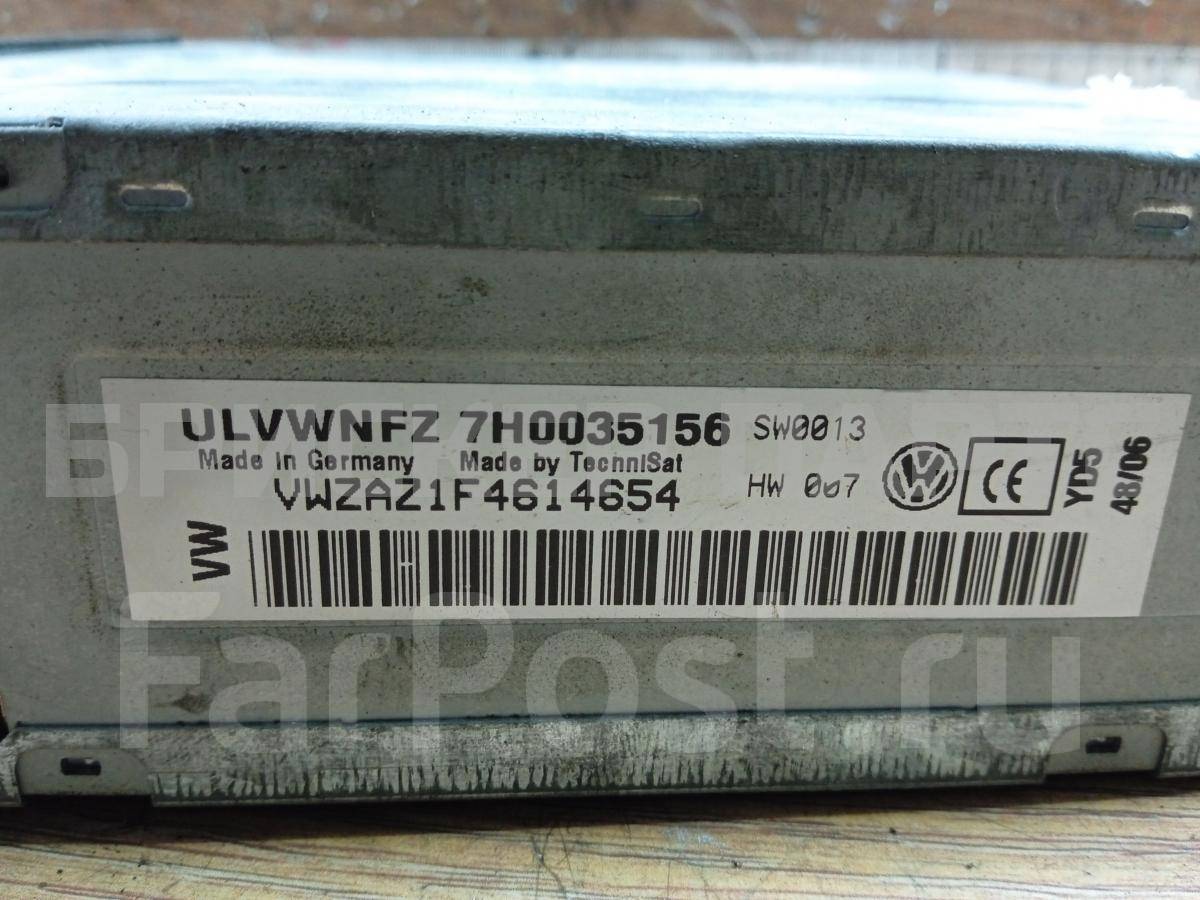 ULVWNFZ 7H0035156 SW0013
Made in Germany Made by TechniSat
VWZAZ1F4614654 HW 007
VW
CE
YD5
48/06
FarPost.ru